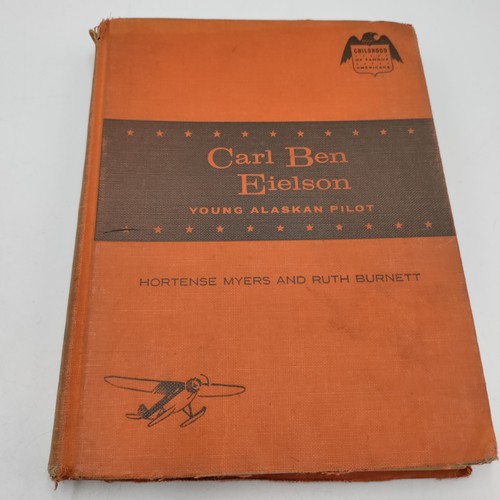 CHILDHOOD
OF FAMOUS
AMERICANS
Carl Ben
Eielson
YOUNG ALASKAN PILOT
HORTENSE MYERS AND RUTH BURNETT